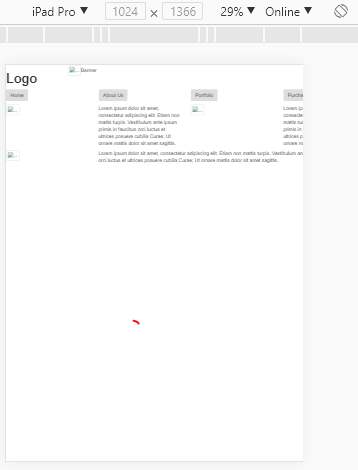 iPad Pro ▼ 1024 × 1366 29% ▼ Online ▼
... Banner
Logo
Home About Us Portfolio Purcha
... Lorem ipsum dolor sit amet, ... Lorem i
consectetur adipiscing elit. Etiam non consect
mattis turpis. Vestibulum ante ipsum mattis tu
primis in faucibus orci luctus et primis in
ultrices posuere cubilia Curae; Ut ultrices
ornare mattis dolor sit amet sagittis. ornare m
... Lorem ipsum dolor sit amet, consectetur adipiscing elit. Etiam non mattis turpis. Vestibulum an
orci luctus et ultrices posuere cubilia Curae; Ut ornare mattis dolor sit amet sagittis.